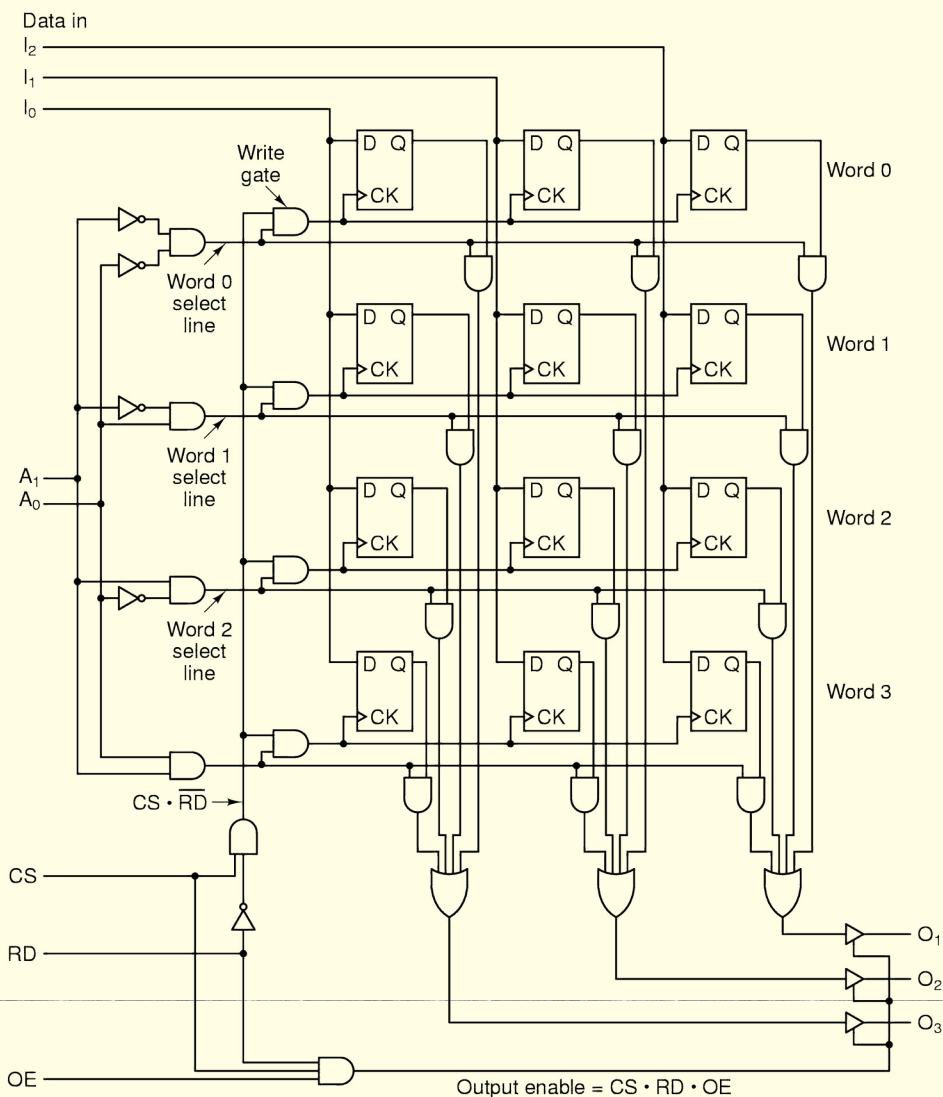 Data in
I₂
I₁
I₀
D Q
CK
D Q
CK
D Q
CK
Word 0
Write
gate
Word 0
select
line
D Q
CK
D Q
CK
D Q
CK
Word 1
Word 1
select
line
A₁
A₀
D Q
CK
D Q
CK
D Q
CK
Word 2
Word 2
select
line
D Q
CK
D Q
CK
D Q
CK
Word 3
CS • R̅D̅
CS
RD
O₁
O₂
O₃
OE
Output enable = CS • RD • OE